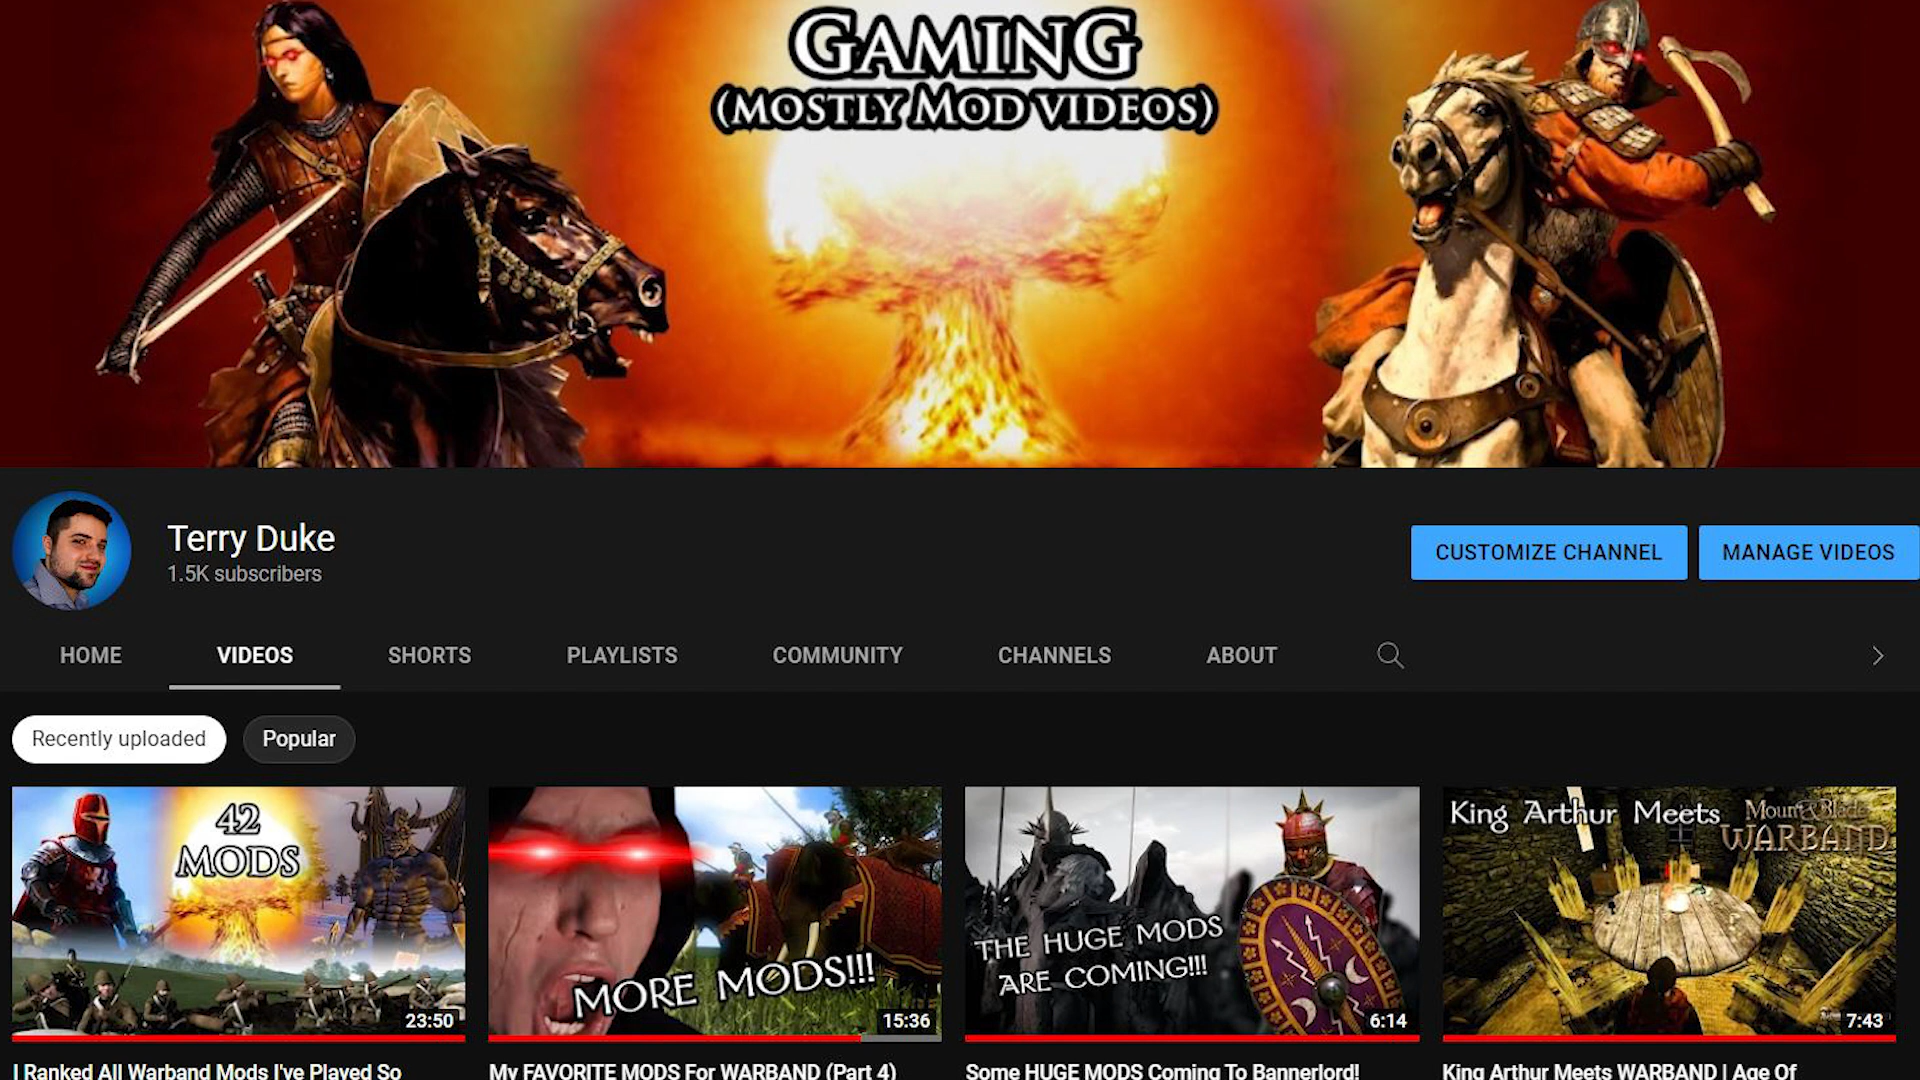 GAMING
(MOSTLY MOD VIDEOS)
Terry Duke
1.5K subscribers
CUSTOMIZE CHANNEL
MANAGE VIDEOS
HOME
VIDEOS
SHORTS
PLAYLISTS
COMMUNITY
CHANNELS
ABOUT
Recently uploaded
Popular
42
MODS
23:50
MORE MODS!!!
15:36
THE HUGE MODS
ARE COMING!!!
6:14
King Arthur Meets
Mount&Blade
WARBAND
7:43
I Ranked All Warband Mods I've Played So
My FAVORITE MODS For WARBAND (Part 4)
Some HUGE MODS Coming To Bannerlord!
King Arthur Meets WARBAND | Age Of